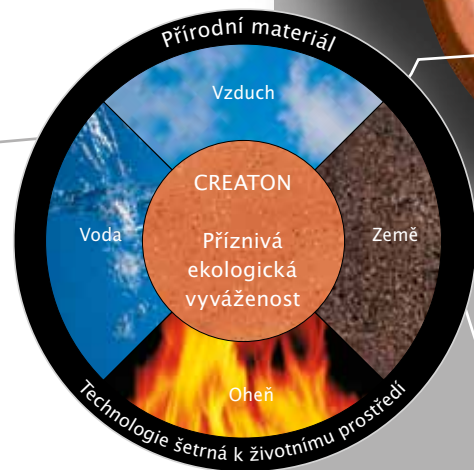 Přírodní materiál
Vzduch
CREATON
Voda
Příznivá
ekologická
vyváženost
Země
Oheň
Technologie šetrná k životnímu prostředí